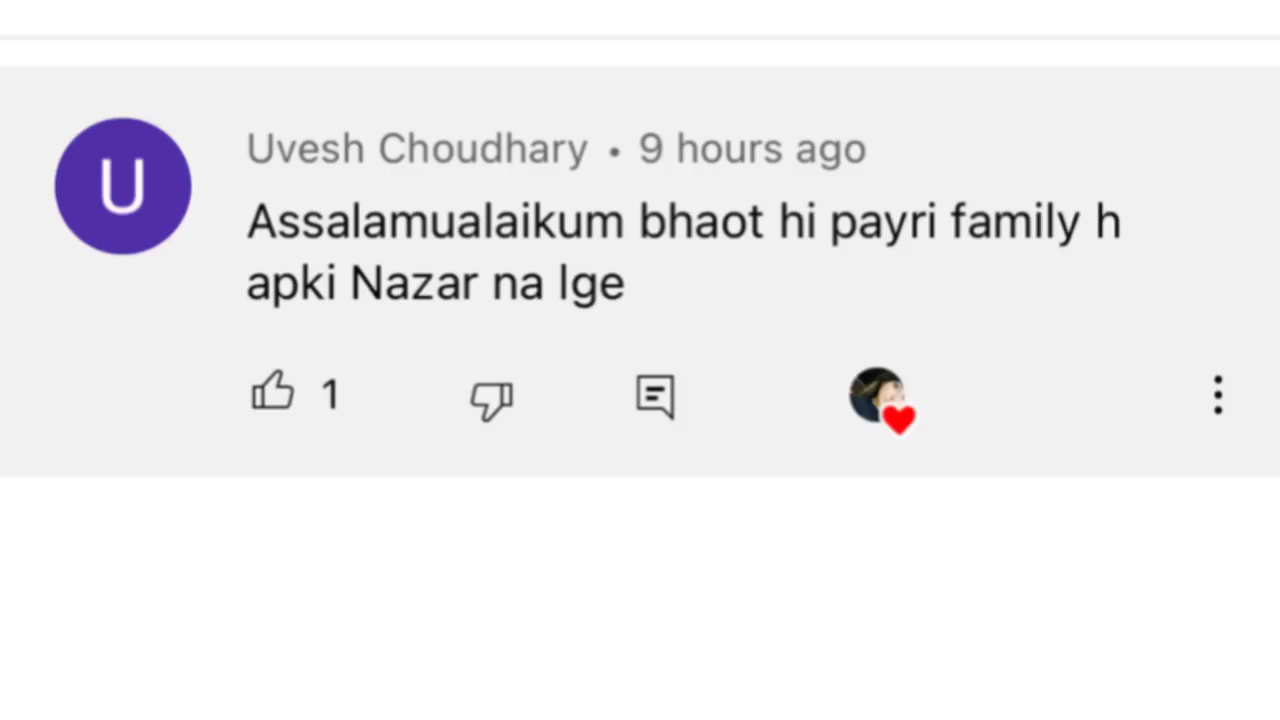 U
Uvesh Choudhary • 9 hours ago
Assalamualaikum bhaot hi payri family h
apki Nazar na lge
1